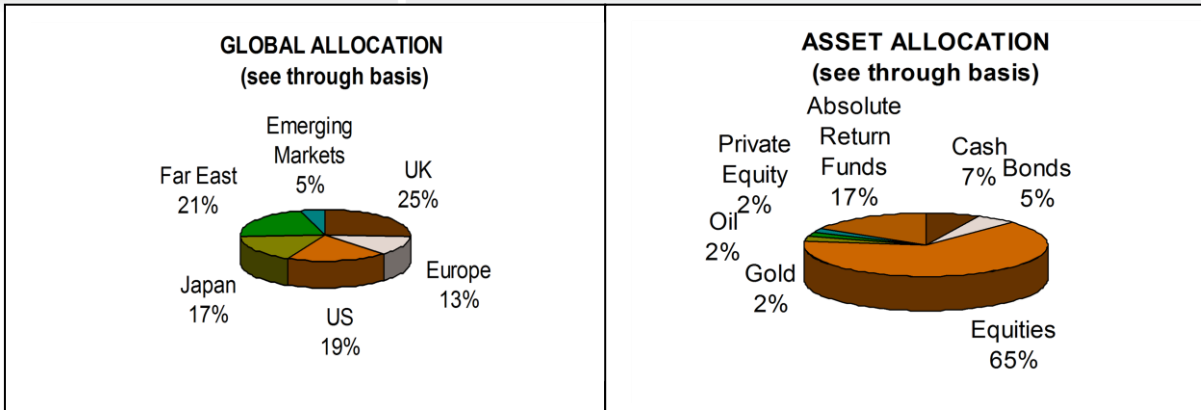 GLOBAL ALLOCATION
(see through basis)
Emerging
Markets
5%
UK
25%
Far East
21%
Europe
13%
Japan
17%
US
19%
ASSET ALLOCATION
(see through basis)
Absolute
Return
Funds
17%
Private
Equity
2%
Cash
7%
Bonds
5%
Oil
2%
Gold
2%
Equities
65%